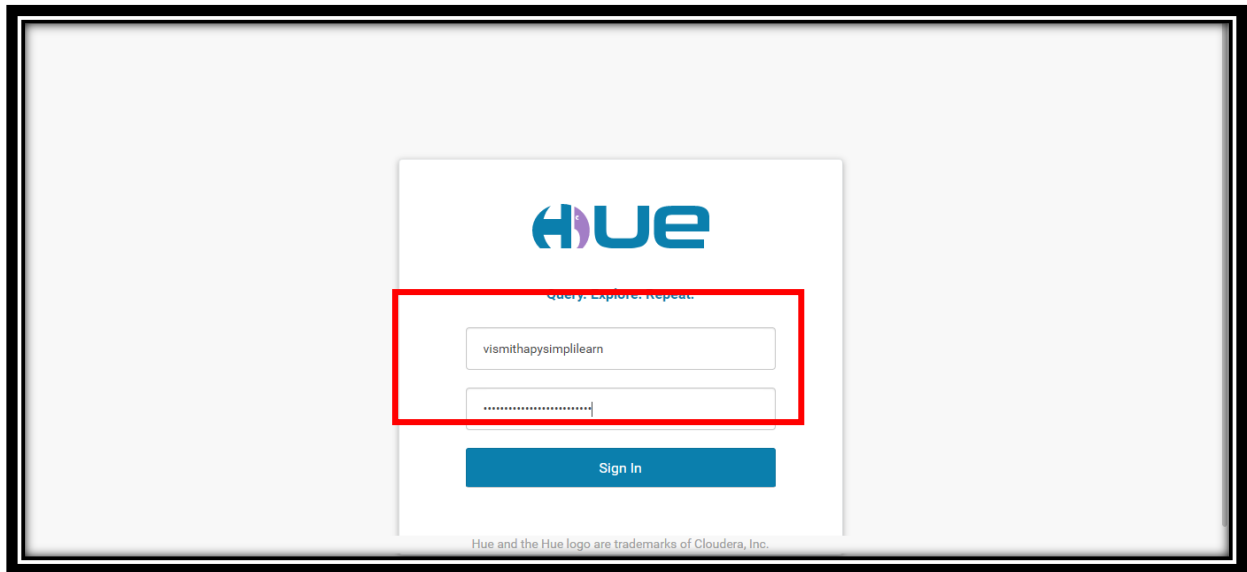 HUE
Query. Explore. Repeat.
vismithapysimplilearn
••••••••••••••••••••••••••
Sign In
Hue and the Hue logo are trademarks of Cloudera, Inc.